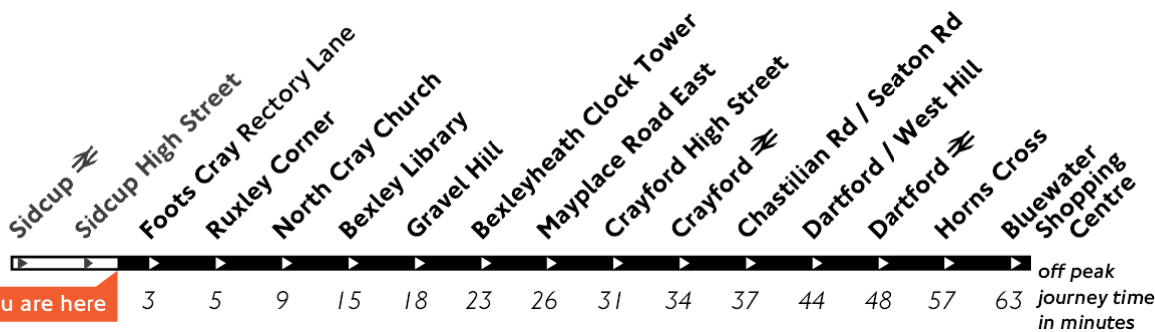 Sidcup
Sidcup High Street
Foots Cray Rectory Lane
Ruxley Corner
North Cray Church
Bexley Library
Gravel Hill
Bexleyheath Clock Tower
Mayplace Road East
Crayford High Street
Crayford
Chastilian Rd / Seaton Rd
Dartford / West Hill
Dartford
Horns Cross
Bluewater
Shopping
Centre
u are here
3 5 9 15 18 23 26 31 34 37 44 48 57 63
off peak
journey time
in minutes